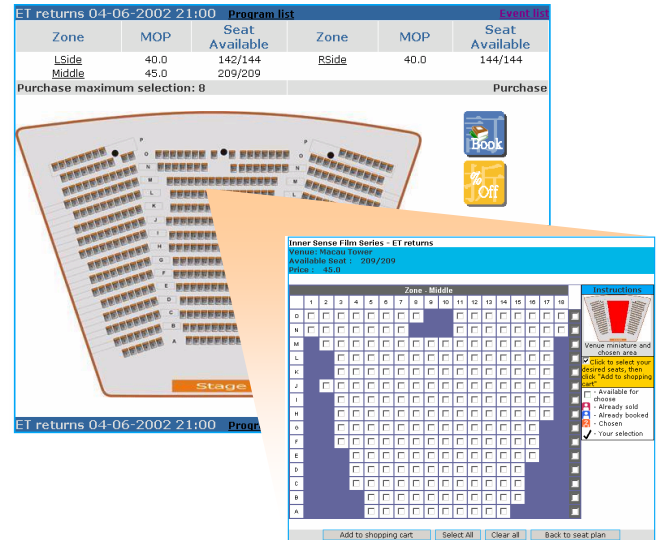 ET returns 04-06-2002 21:00 Program list Event list
Zone MOP Seat Available Zone MOP Seat Available
LSide 40.0 142/144 RSide 40.0 144/144
Middle 45.0 209/209
Purchase maximum selection: 8 Purchase
Book
% Off
P P
O O
N N
M M
L L
K
J J
I
H H
G
F F
E
D D
C
B B
A A
Stage
ET returns 04-06-2002 21:00 Progr
Inner Sense Film Series - ET returns
Venue: Macau Tower
Available Seat : 209/209
Price : 45.0
Zone - Middle
1 2 3 4 5 6 7 8 9 10 11 12 13 14 15 16 17 18
O
N
M
L
K
J
I
H
G
F
E
D
C
B
A
Instructions
Venue miniature and
chosen area
Click to select your
desired seats, then
click "Add to shopping
cart"
- Available for
choose
- Already sold
- Already booked
- Chosen
- Your selection
Add to shopping cart Select All Clear all Back to seat plan